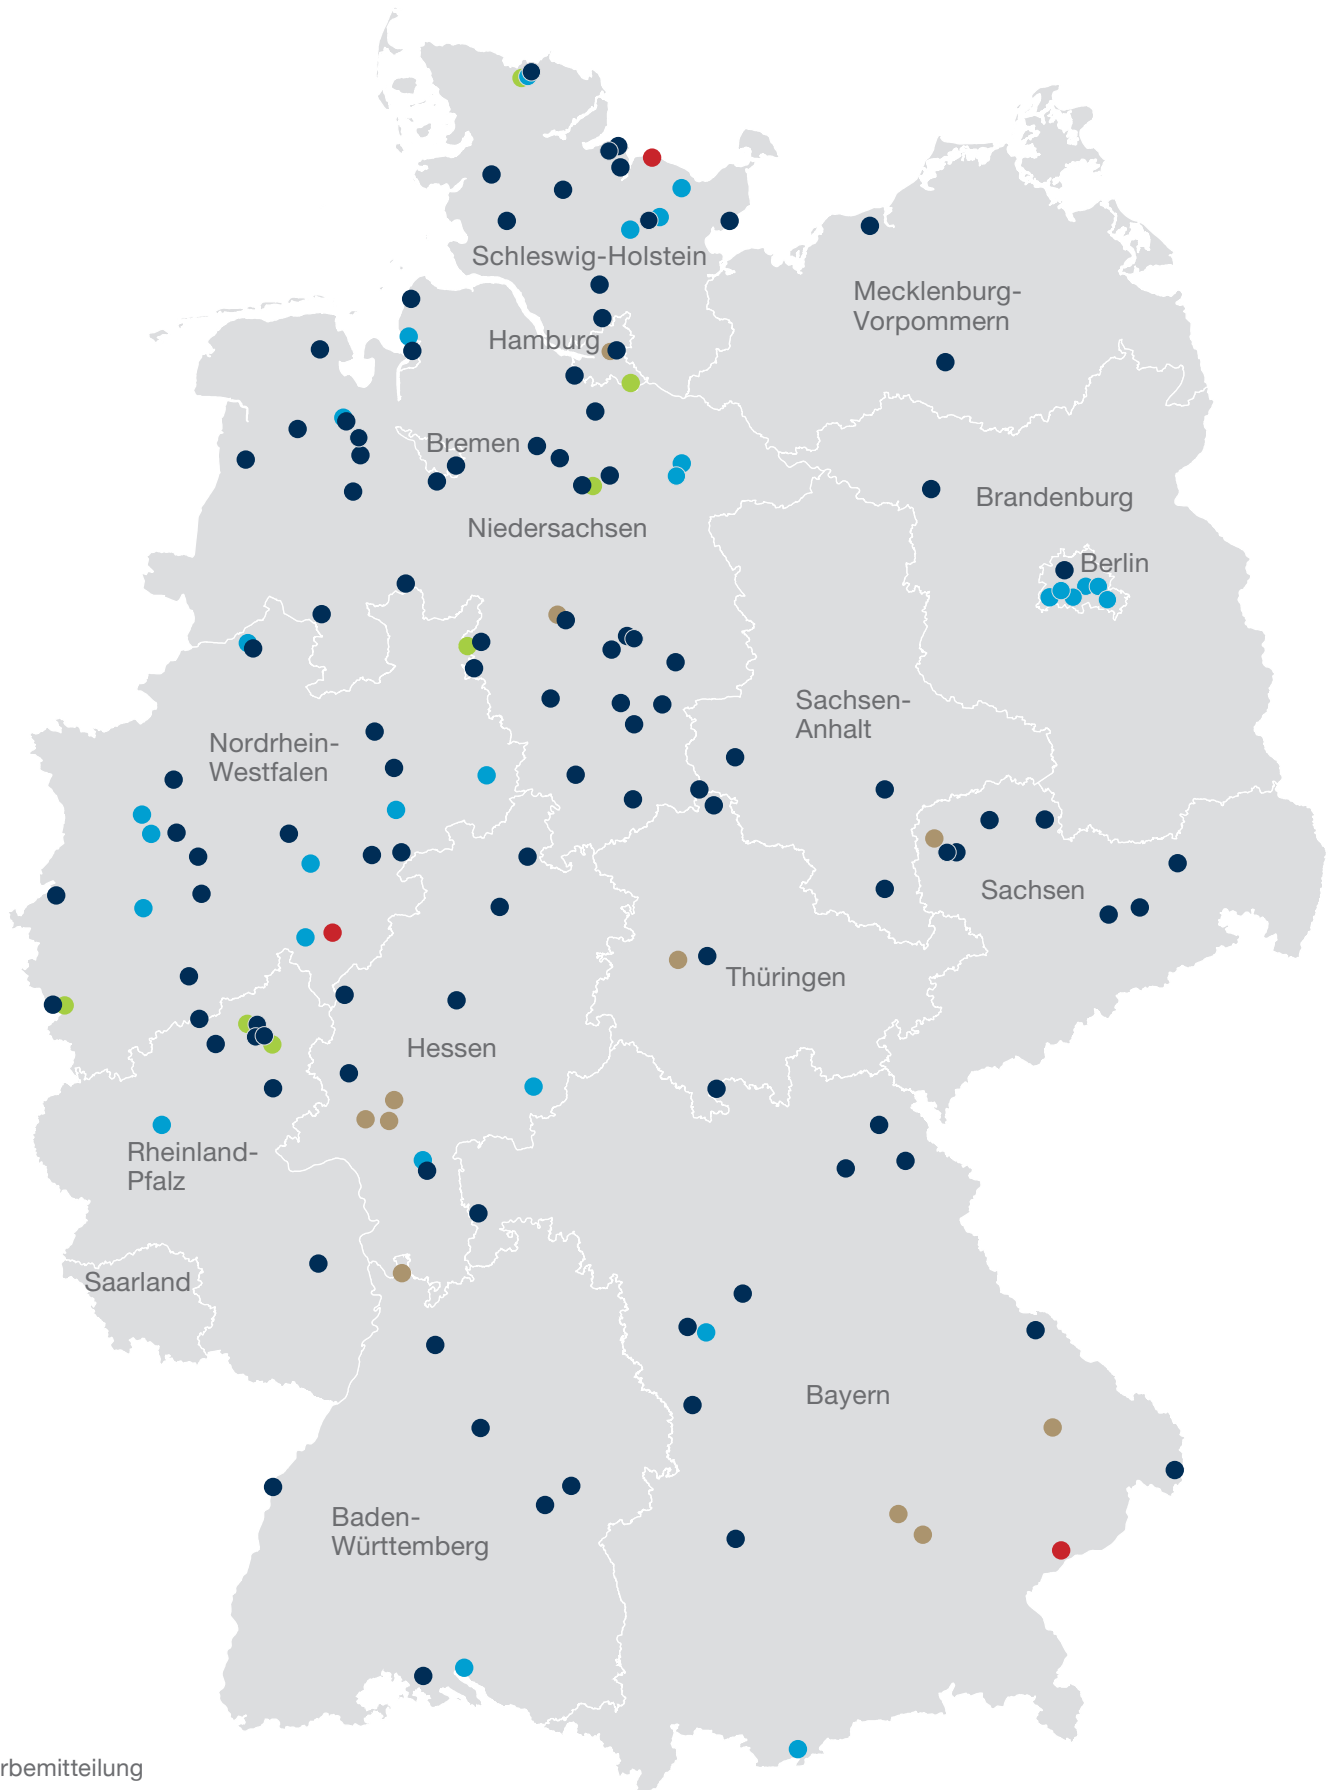 Schleswig-Holstein
Mecklenburg-
Vorpommern
Hamburg
Bremen
Brandenburg
Niedersachsen
Berlin
Sachsen-
Anhalt
Nordrhein-
Westfalen
Sachsen
Thüringen
Hessen
Rheinland-
Pfalz
Saarland
Bayern
Baden-
Württemberg
rbemitteilung